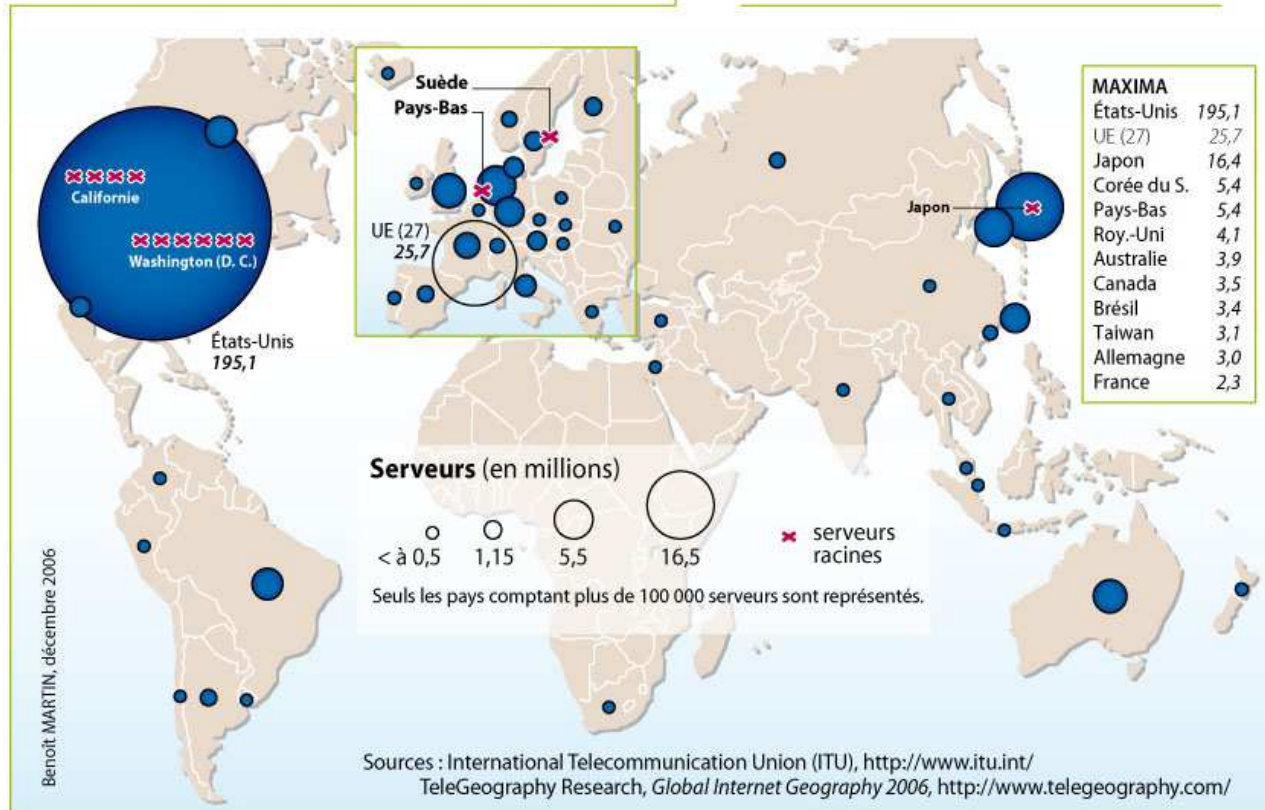 Suède
Pays-Bas
UE (27)
25,7
Californie
Washington (D. C.)
États-Unis
195,1
Japon
MAXIMA
États-Unis 195,1
UE (27) 25,7
Japon 16,4
Corée du S. 5,4
Pays-Bas 5,4
Roy.-Uni 4,1
Australie 3,9
Canada 3,5
Brésil 3,4
Taiwan 3,1
Allemagne 3,0
France 2,3
Serveurs (en millions)
< à 0,5 1,15 5,5 16,5
serveurs
racines
Seuls les pays comptant plus de 100 000 serveurs sont représentés.
Benoît MARTIN, décembre 2006
Sources : International Telecommunication Union (ITU), http://www.itu.int/
TeleGeography Research, Global Internet Geography 2006, http://www.telegeography.com/